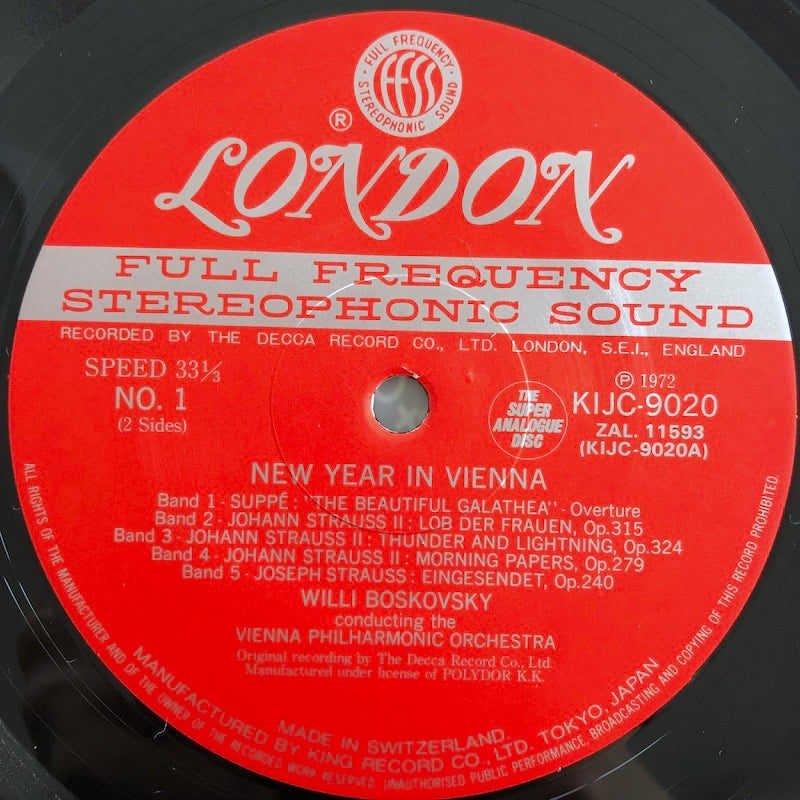 FULL FREQUENCY
STEREOPHONIC SOUND
FFSS
®
LONDON
FULL FREQUENCY
STEREOPHONIC SOUND
RECORDED BY THE DECCA RECORD CO., LTD. LONDON, S.E.I., ENGLAND
SPEED 33⅓
NO. 1
(2 Sides)
THE
SUPER
ANALOGUE
DISC
Ⓟ 1972
KIJC-9020
ZAL. 11593
(KIJC-9020A)
NEW YEAR IN VIENNA
Band 1 - SUPPÉ : "THE BEAUTIFUL GALATHEA" - Overture
Band 2 - JOHANN STRAUSS II : LOB DER FRAUEN, Op.315
Band 3 - JOHANN STRAUSS II : THUNDER AND LIGHTNING, Op.324
Band 4 - JOHANN STRAUSS II : MORNING PAPERS, Op.279
Band 5 - JOSEPH STRAUSS : EINGESENDET, Op.240
WILLI BOSKOVSKY
conducting the
VIENNA PHILHARMONIC ORCHESTRA
Original recording by The Decca Record Co., Ltd.
Manufactured under license of POLYDOR K.K.
MADE IN SWITZERLAND.
MANUFACTURED BY KING RECORD CO., LTD. TOKYO, JAPAN
ALL RIGHTS OF THE MANUFACTURER AND OF THE OWNER OF THE RECORDED WORK RESERVED. UNAUTHORISED PUBLIC PERFORMANCE, BROADCASTING AND COPYING OF THIS RECORD PROHIBITED.